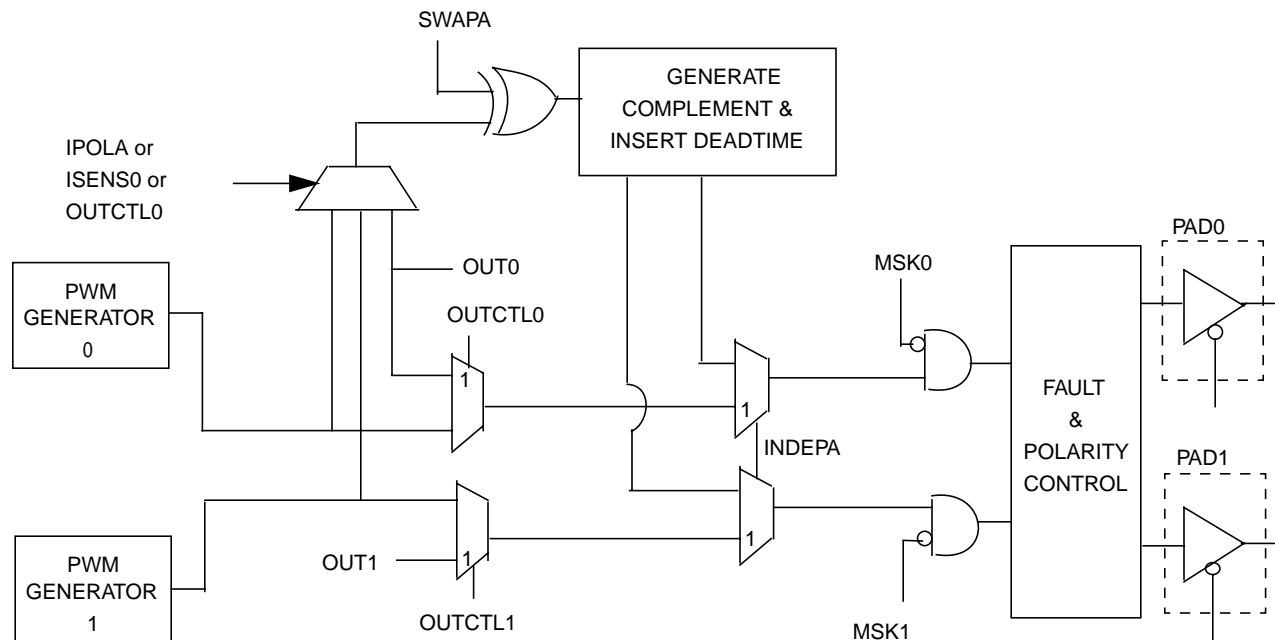 SWAPA
GENERATE
COMPLEMENT &
INSERT DEADTIME
IPOLA or
ISENS0 or
OUTCTL0
PAD0
OUT0
MSK0
PWM
GENERATOR
0
OUTCTL0
1
1
FAULT
&
POLARITY
CONTROL
INDEPA
PAD1
1
1
OUT1
PWM
GENERATOR
1
OUTCTL1
MSK1